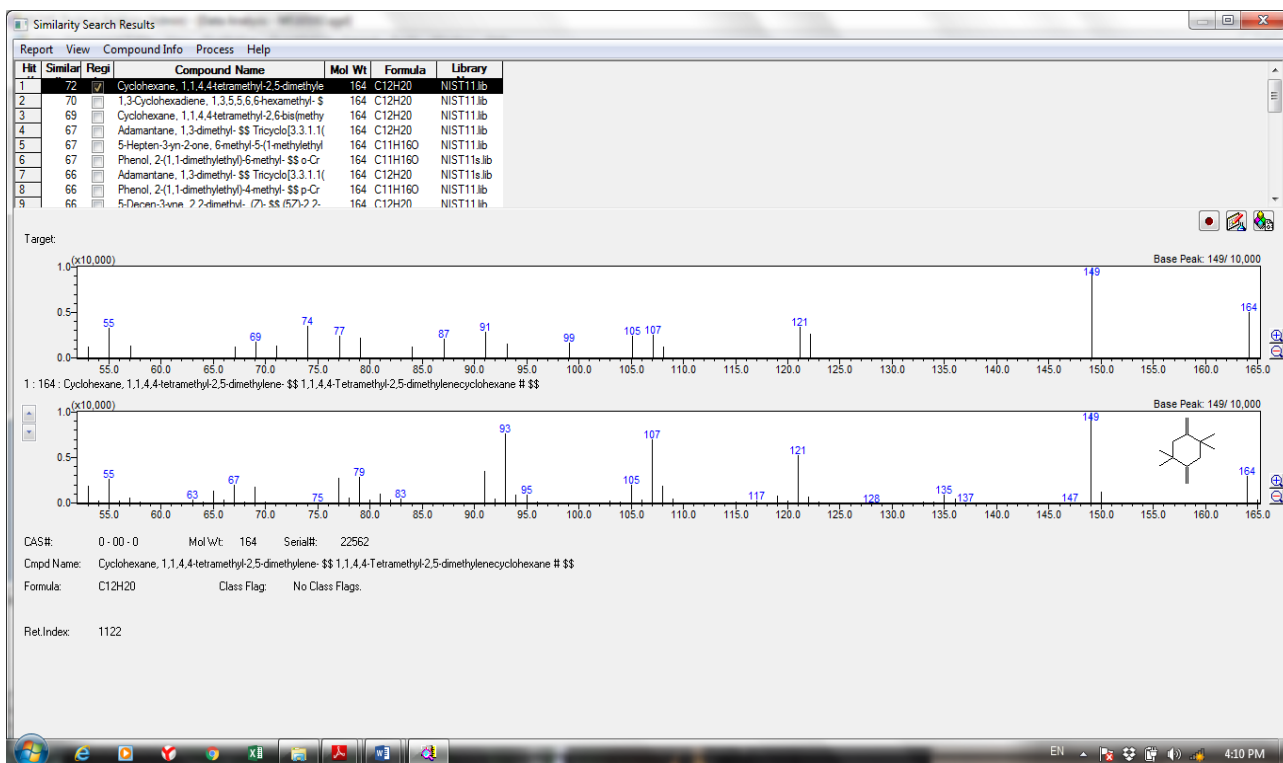 Similarity Search Results
Report View Compound Info Process Help
Hit Similar Regi Compound Name Mol Wt Formula Library
1 72 Cyclohexane, 1,1,4,4-tetramethyl-2,5-dimethyle 164 C12H20 NIST11.lib
2 70 1,3-Cyclohexadiene, 1,3,5,5,6,6-hexamethyl- $ 164 C12H20 NIST11.lib
3 69 Cyclohexane, 1,1,4,4-tetramethyl-2,6-bis(methy 164 C12H20 NIST11.lib
4 67 Adamantane, 1,3-dimethyl- $$ Tricyclo[3.3.1.1( 164 C12H20 NIST11.lib
5 67 5-Hepten-3-yn-2-one, 6-methyl-5-(1-methylethyl 164 C11H16O NIST11.lib
6 67 Phenol, 2-(1,1-dimethylethyl)-6-methyl- $$ o-Cr 164 C11H16O NIST11s.lib
7 66 Adamantane, 1,3-dimethyl- $$ Tricyclo[3.3.1.1( 164 C12H20 NIST11s.lib
8 66 Phenol, 2-(1,1-dimethylethyl)-4-methyl- $$ p-Cr 164 C11H16O NIST11.lib
9 66 5-Decen-3-yne, 2,2-dimethyl-, (Z)- $$ (5Z)-2,2- 164 C12H20 NIST11.lib
Target:
(x10,000) Base Peak: 149/ 10,000
1.0 149
0.5 55 69 74 77 87 91 99 105 107 121 164
0.0
55.0 60.0 65.0 70.0 75.0 80.0 85.0 90.0 95.0 100.0 105.0 110.0 115.0 120.0 125.0 130.0 135.0 140.0 145.0 150.0 155.0 160.0 165.0
1 : 164 : Cyclohexane, 1,1,4,4-tetramethyl-2,5-dimethylene- $$ 1,1,4,4-Tetramethyl-2,5-dimethylenecyclohexane # $$
(x10,000) Base Peak: 149/ 10,000
1.0 149
93 107
0.5 55 67 79 105 121 164
0.0 63 75 83 95 117 128 135 137 147
55.0 60.0 65.0 70.0 75.0 80.0 85.0 90.0 95.0 100.0 105.0 110.0 115.0 120.0 125.0 130.0 135.0 140.0 145.0 150.0 155.0 160.0 165.0
CAS#: 0 - 00 - 0 Mol Wt: 164 Serial#: 22562
Cmpd Name: Cyclohexane, 1,1,4,4-tetramethyl-2,5-dimethylene- $$ 1,1,4,4-Tetramethyl-2,5-dimethylenecyclohexane # $$
Formula: C12H20 Class Flag: No Class Flags.
Ret.Index: 1122
EN 4:10 PM